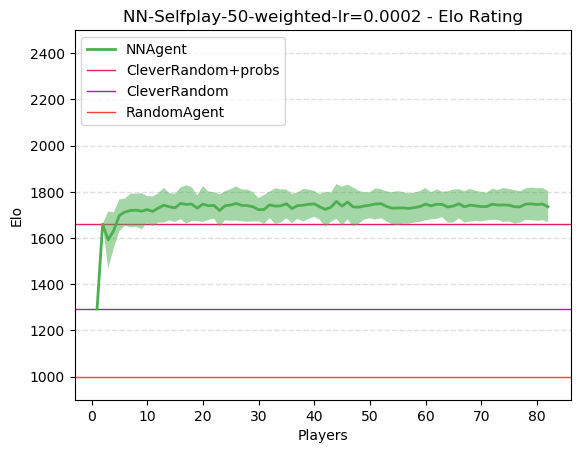 NN-Selfplay-50-weighted-lr=0.0002 - Elo Rating
NNAgent
CleverRandom+probs
CleverRandom
RandomAgent
2400
2200
2000
1800
1600
1400
1200
1000
Elo
0 10 20 30 40 50 60 70 80
Players